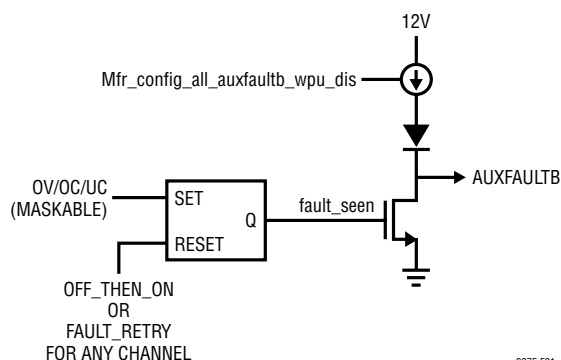 12V
Mfr_config_all_auxfaultb_wpu_dis
AUXFAULTB
OV/OC/UC
(MASKABLE)
SET
Q
fault_seen
RESET
OFF_THEN_ON
OR
FAULT_RETRY
FOR ANY CHANNEL